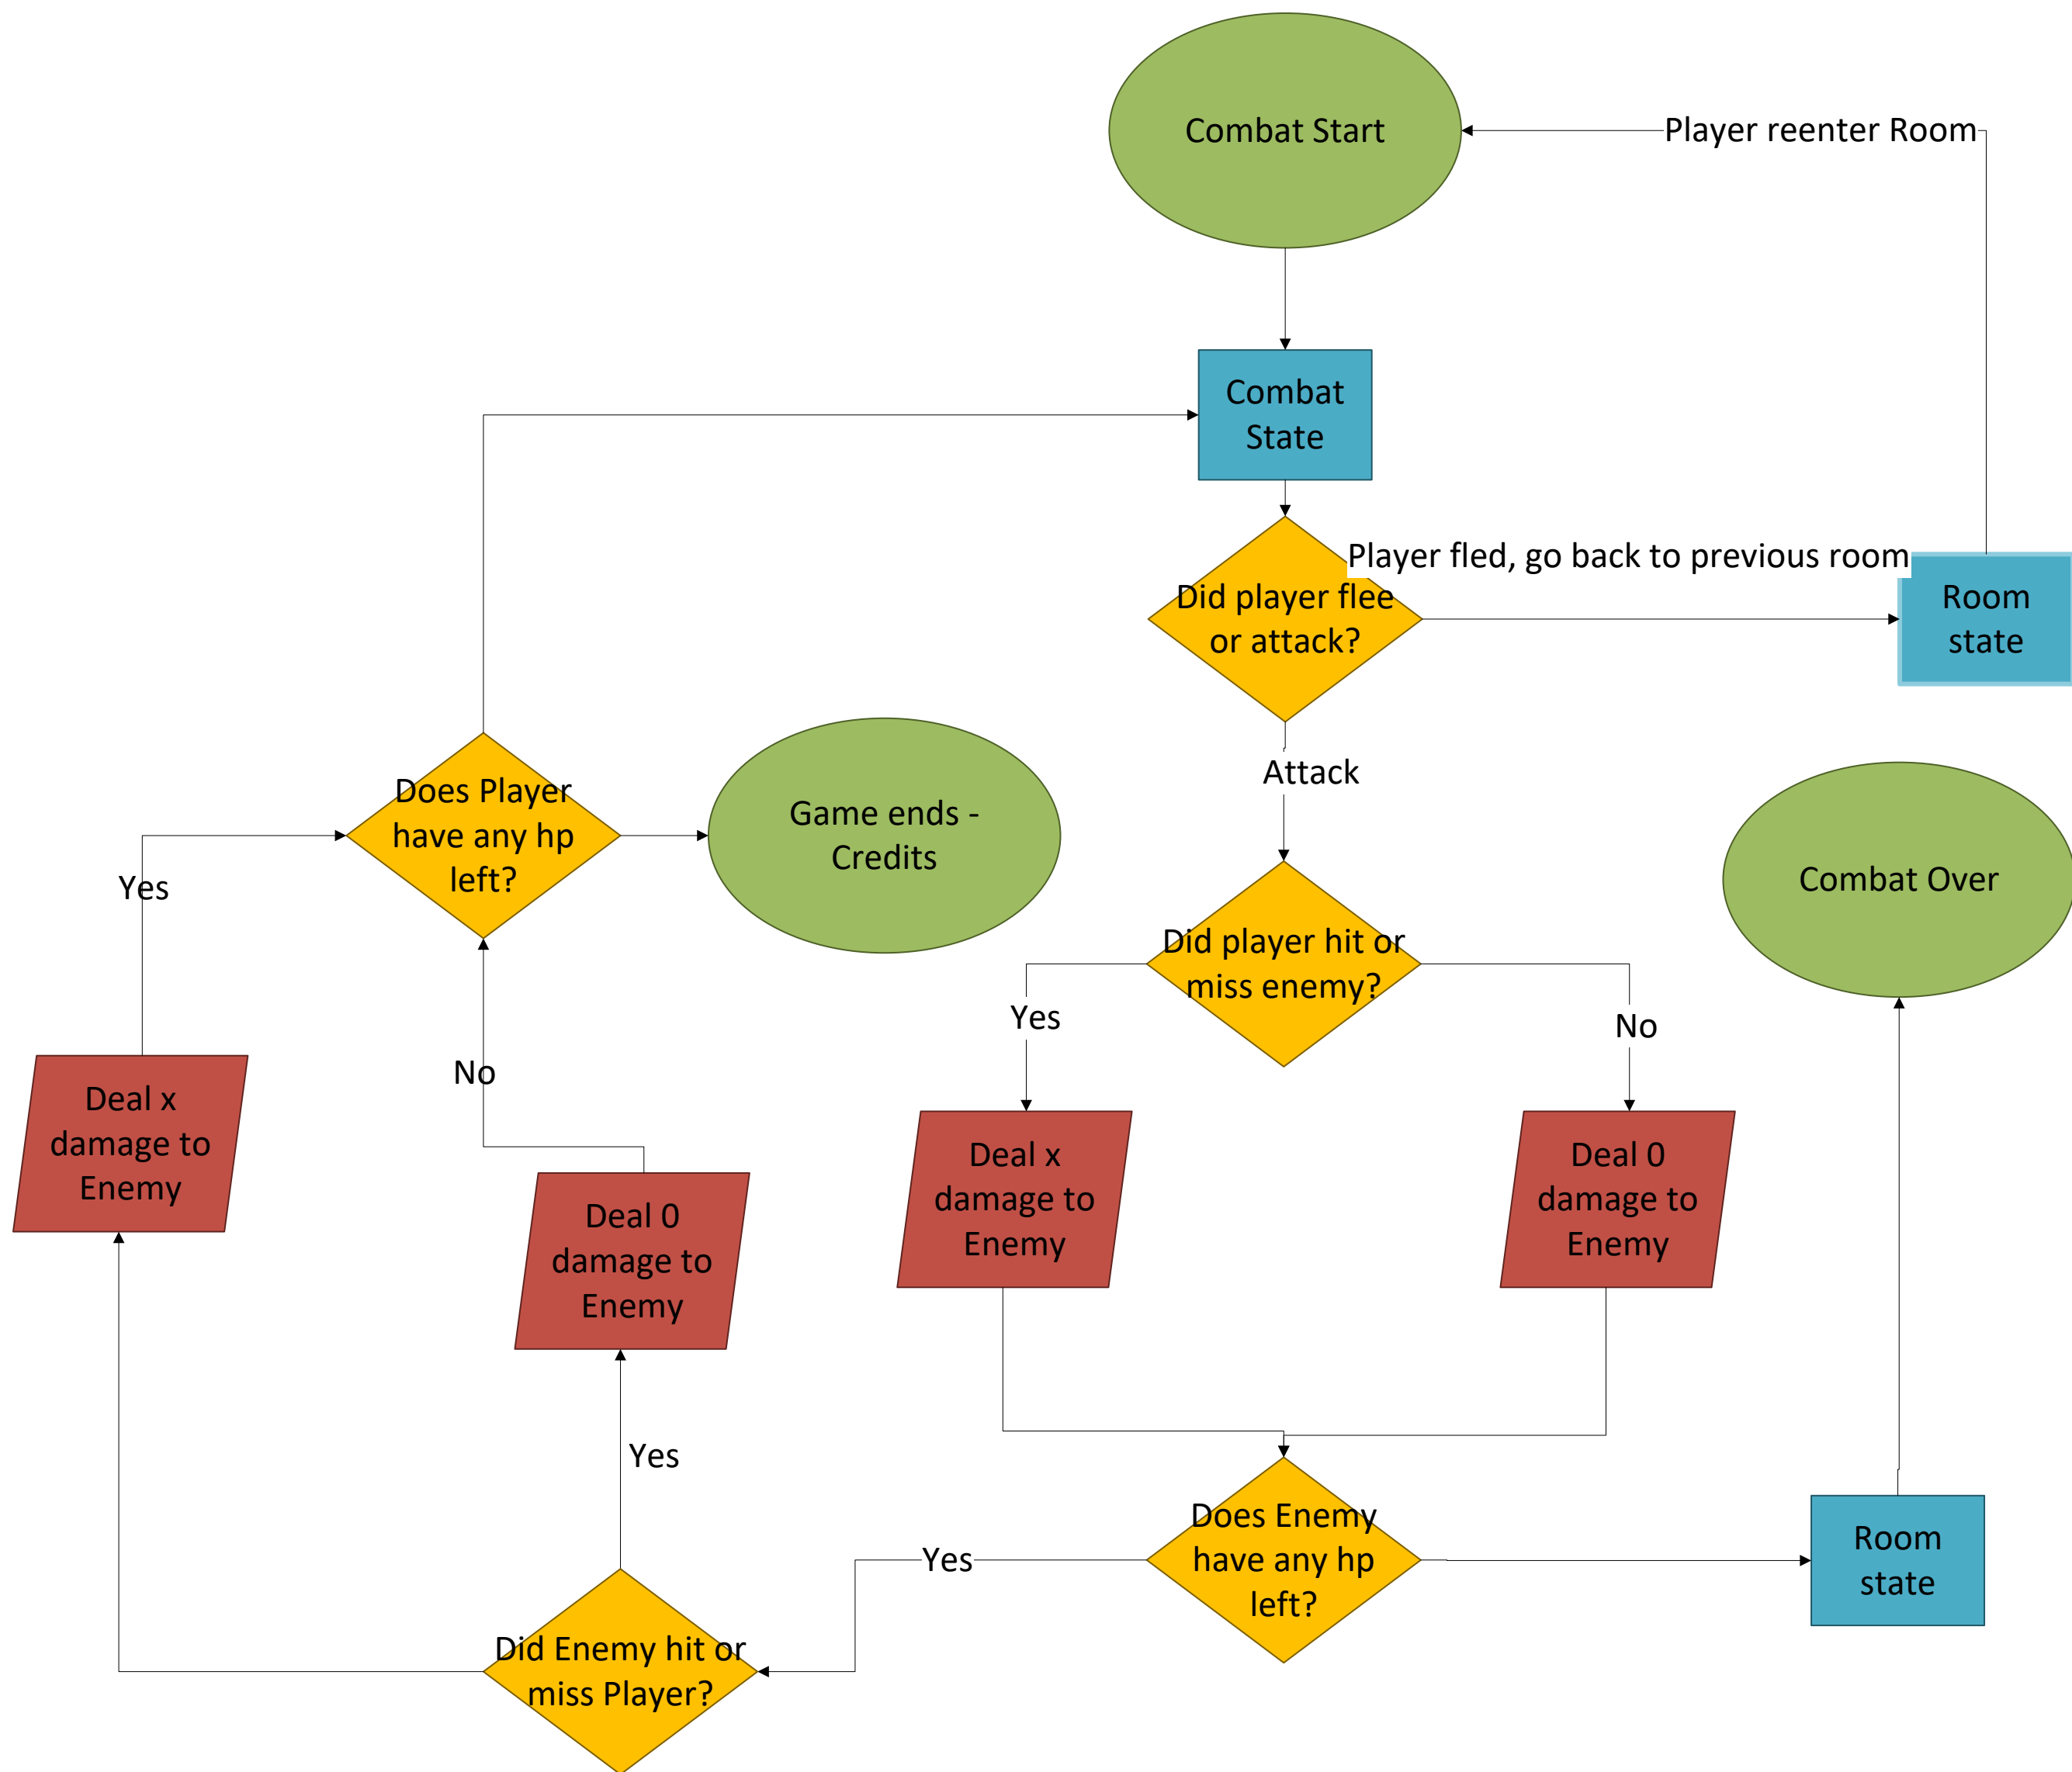 Combat Start
Player reenter Room
Combat
State
Player fled, go back to previous room
Did player flee
or attack?
Room
state
Attack
Does Player
have any hp
left?
Game ends -
Credits
Combat Over
Yes
Did player hit or
miss enemy?
Yes
No
No
Deal x
damage to
Enemy
Deal 0
damage to
Enemy
Deal x
damage to
Enemy
Deal 0
damage to
Enemy
Yes
Does Enemy
have any hp
left?
Yes
Room
state
Did Enemy hit or
miss Player?